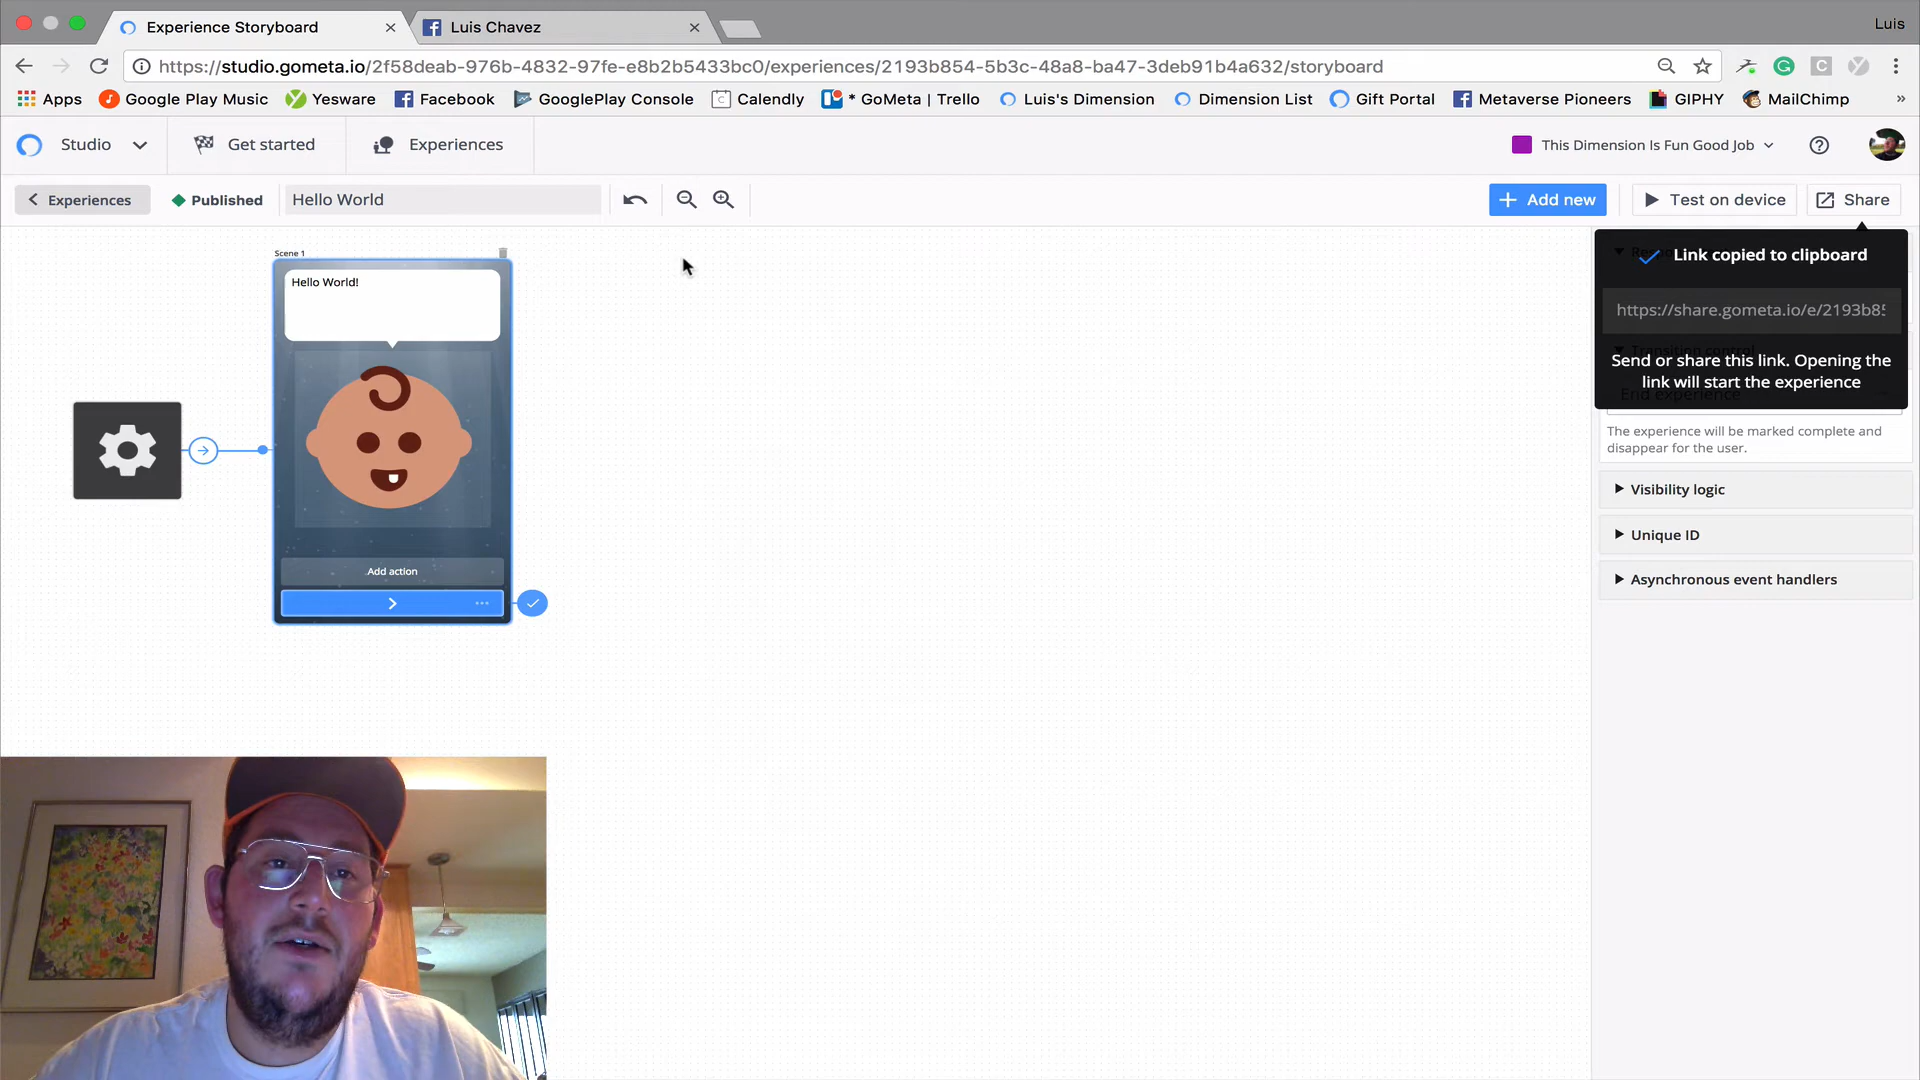 Experience Storyboard
Luis Chavez
Luis
https://studio.gometa.io/2f58deab-976b-4832-97fe-e8b2b5433bc0/experiences/2193b854-5b3c-48a8-ba47-3deb91b4a632/storyboard
Apps Google Play Music Yesware Facebook GooglePlay Console Calendly * GoMeta | Trello Luis's Dimension Dimension List Gift Portal Metaverse Pioneers GIPHY MailChimp »
Studio Get started Experiences This Dimension Is Fun Good Job
Experiences Published Hello World Add new Test on device Share
Scene 1
Hello World!
Add action
Link copied to clipboard
https://share.gometa.io/e/2193b85
Send or share this link. Opening the
link will start the experience
End experience
The experience will be marked complete and
disappear for the user.
Visibility logic
Unique ID
Asynchronous event handlers